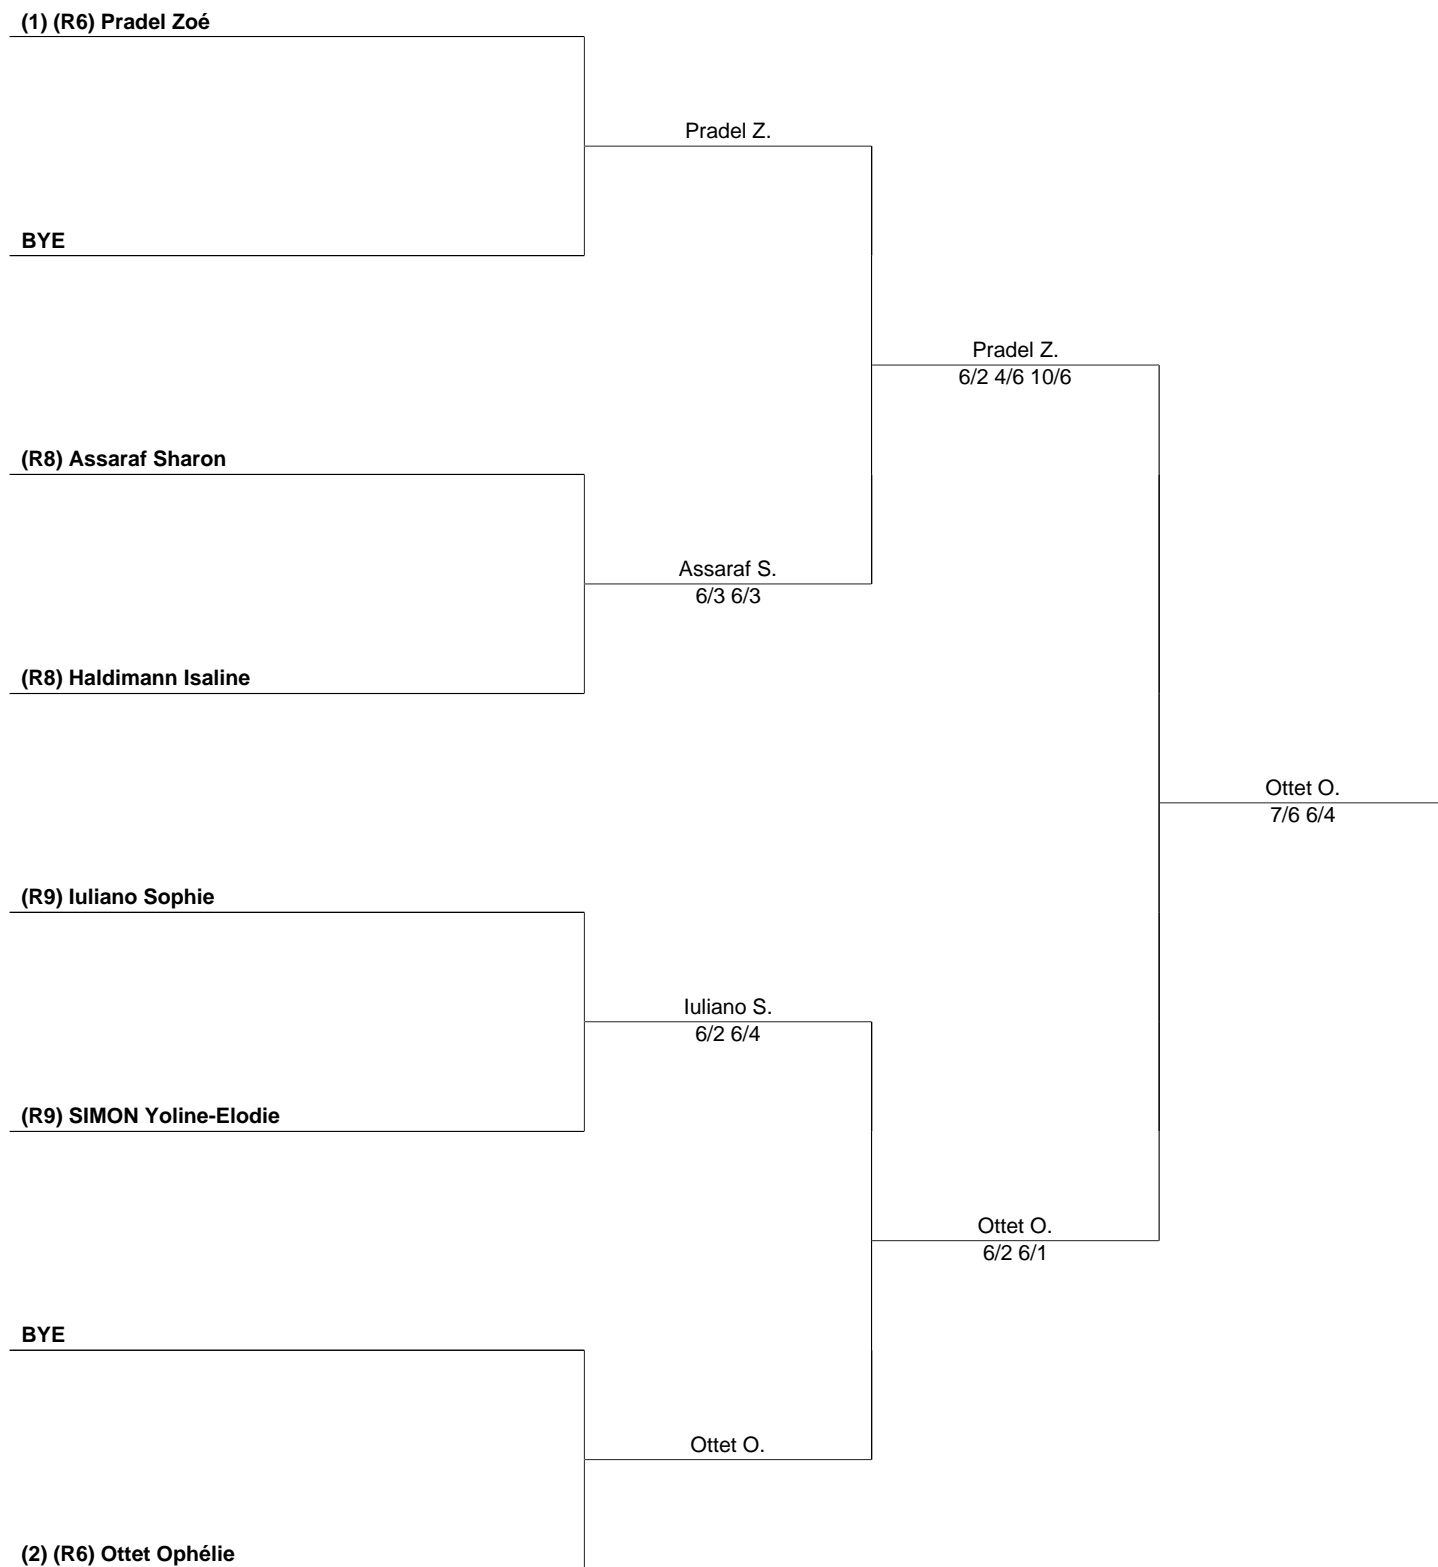 (1) (R6) Pradel Zoé
Pradel Z.
BYE
Pradel Z.
6/2 4/6 10/6
(R8) Assaraf Sharon
Assaraf S.
6/3 6/3
(R8) Haldimann Isaline
Ottet O.
7/6 6/4
(R9) Iuliano Sophie
Iuliano S.
6/2 6/4
(R9) SIMON Yoline-Elodie
Ottet O.
6/2 6/1
BYE
Ottet O.
(2) (R6) Ottet Ophélie